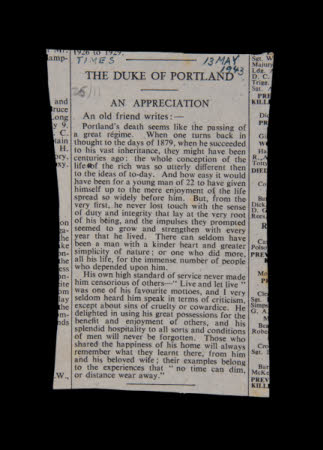 1926 to 1929.
TIMES
13 MAY
1943
THE DUKE OF PORTLAND
25/11
AN APPRECIATION
An old friend writes:—
Portland's death seems like the passing of
a great régime. When one turns back in
thought to the days of 1879, when he succeeded
to his vast inheritance, they might have been
centuries ago: the whole conception of the
life of the rich was so utterly different then
to the ideas of to-day. And how easy it would
have been for a young man of 22 to have given
himself up to the mere enjoyment of the life
spread so widely before him. But, from the
very first, he never lost touch with the sense
of duty and integrity that lay at the very root
of his being, and the impulses they prompted
seemed to grow and strengthen with every
year that he lived. There can seldom have
been a man with a kinder heart and greater
simplicity of nature; or one who did more,
all his life, for the immense number of people
who depended upon him.
His own high standard of service never made
him censorious of others—" Live and let live "
was one of his favourite mottoes, and I very
seldom heard him speak in terms of criticism,
except about sins of cruelty or cowardice. He
delighted in using his great possessions for the
benefit and enjoyment of others, and his
splendid hospitality to all sorts and conditions
of men will never be forgotten. Those who
shared the happiness of his home will always
remember what they learnt there, from him
and his beloved wife; their examples belong
to the experiences that " no time can dim,
or distance wear away."